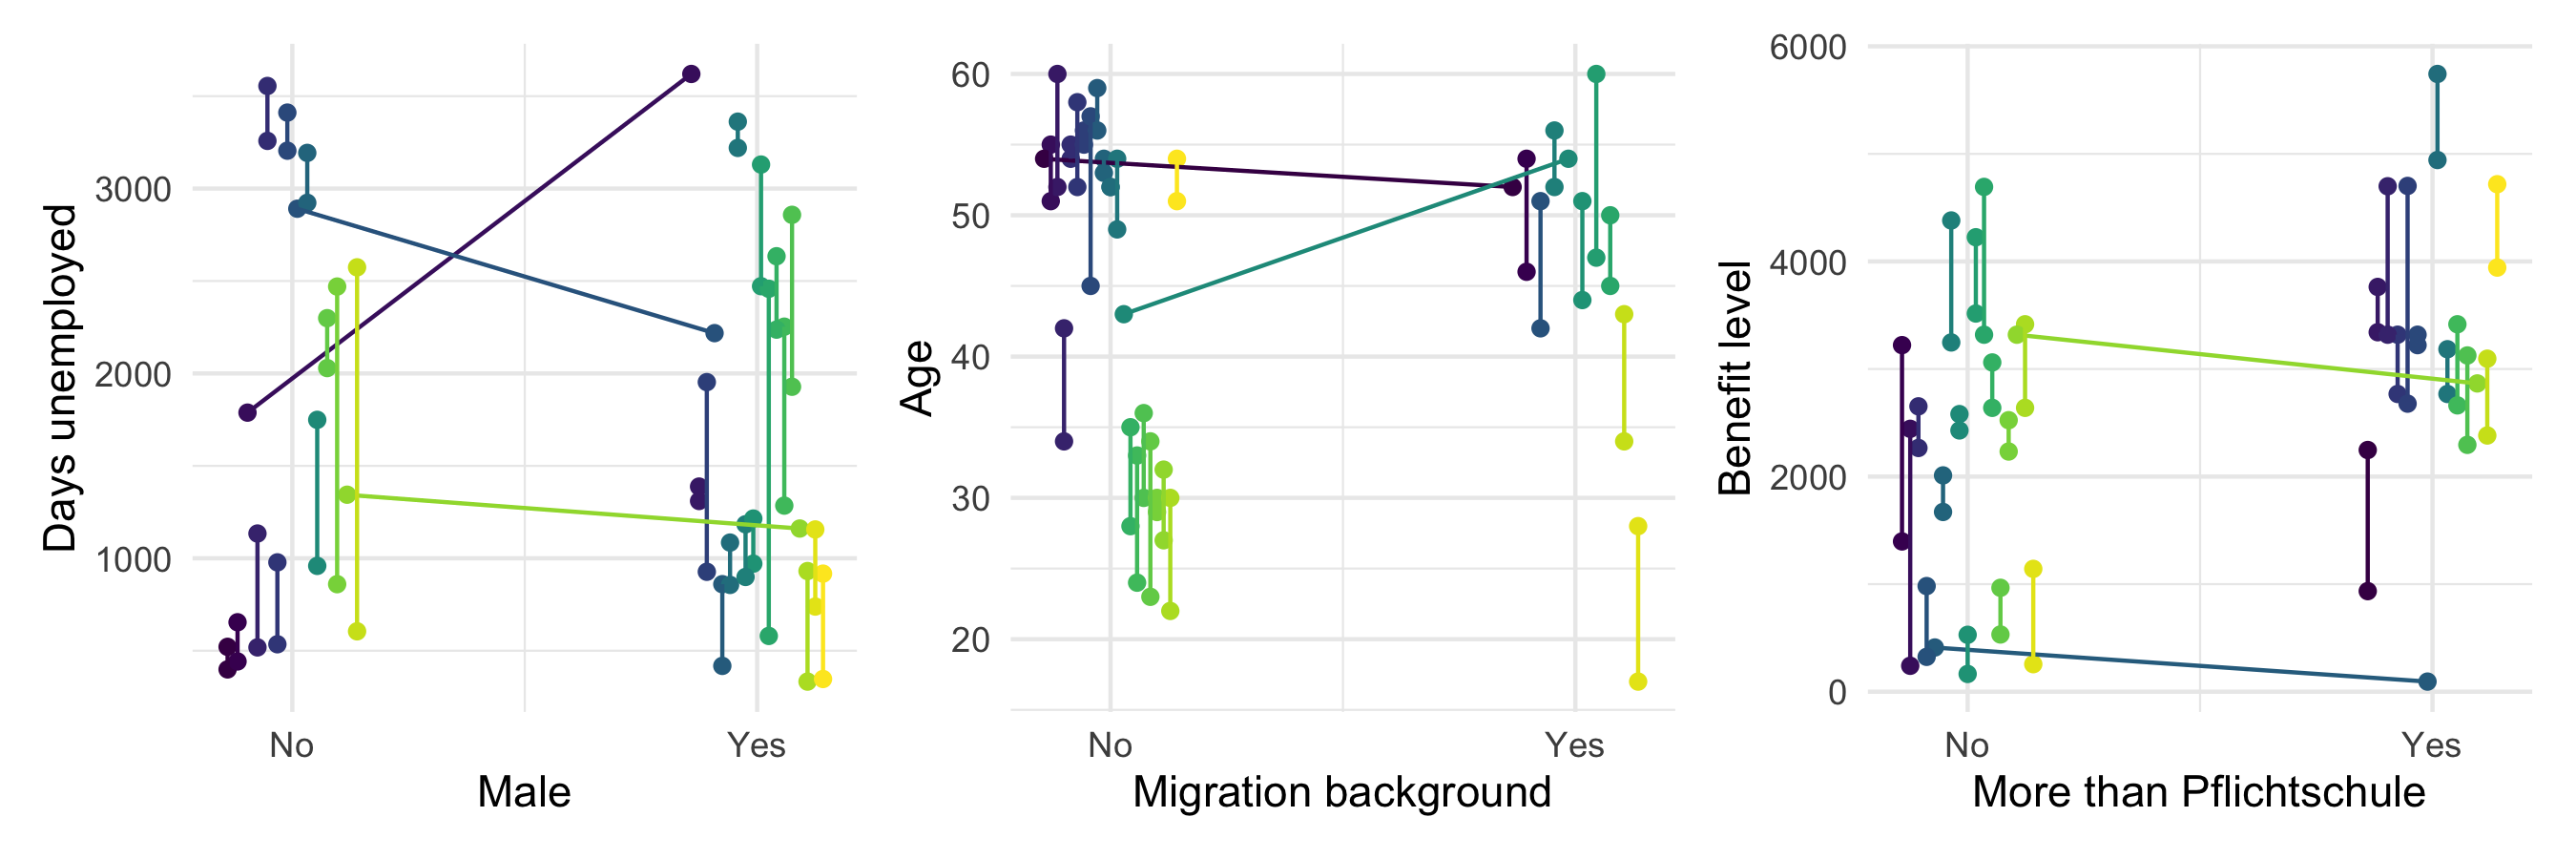 Days unemployed
3000
2000
1000
No
Yes
Male
Age
60
50
40
30
20
No
Yes
Migration background
Benefit level
6000
4000
2000
0
No
Yes
More than Pflichtschule